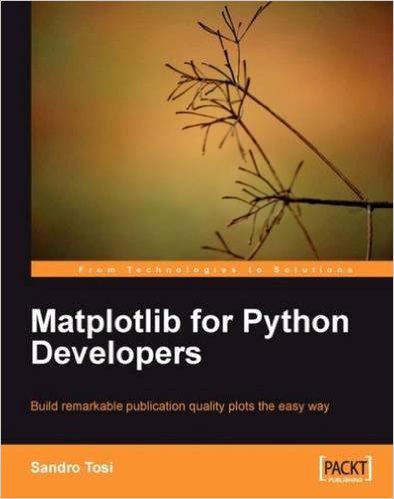 From Technologies to Solutions
Matplotlib for Python
Developers
Build remarkable publication quality plots the easy way
Sandro Tosi
[PACKT]
PUBLISHING